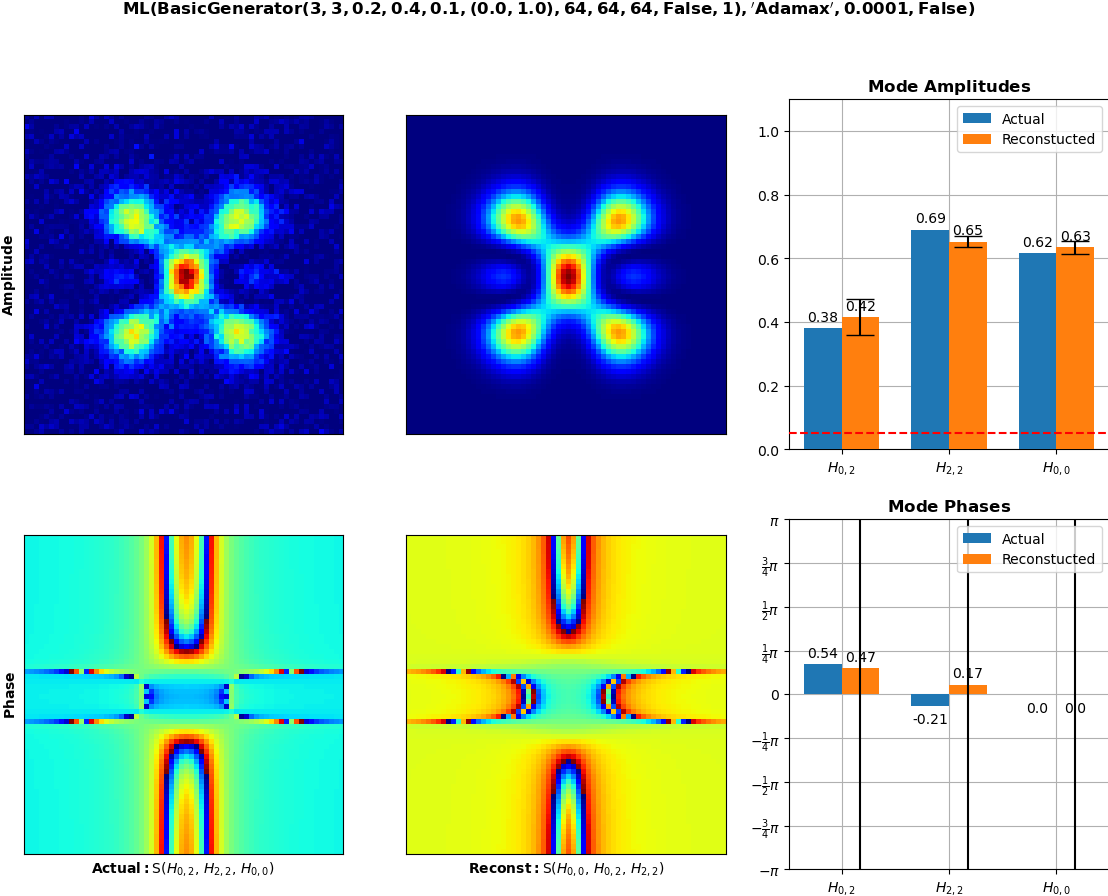 ML(BasicGenerator(3, 3, 0.2, 0.4, 0.1, (0.0, 1.0), 64, 64, 64, False, 1), ′Adamax′, 0.0001, False)
Amplitude
Mode Amplitudes
Actual
Reconstucted
1.0
0.8
0.6
0.4
0.2
0.0
0.38
0.42
0.69
0.65
0.62
0.63
H0,2
H2,2
H0,0
Phase
Actual: S(H0,2, H2,2, H0,0)
Reconst: S(H0,0, H0,2, H2,2)
Mode Phases
Actual
Reconstucted
π
3/4π
1/2π
1/4π
0
−1/4π
−1/2π
−3/4π
−π
0.54
0.47
-0.21
0.17
0.0
0.0
H0,2
H2,2
H0,0